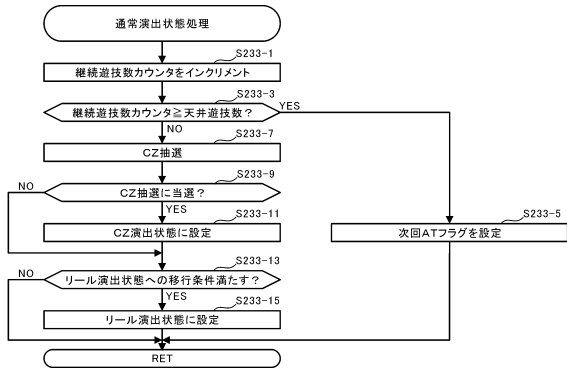 通常演出状態処理
S233-1
継続遊技数カウンタをインクリメント
S233-3
継続遊技数カウンタ≧天井遊技数？
YES
NO
S233-7
CZ抽選
S233-9
NO
CZ抽選に当選？
YES
S233-11
S233-5
CZ演出状態に設定
次回ATフラグを設定
S233-13
NO
リール演出状態への移行条件満たす？
YES
S233-15
リール演出状態に設定
RET